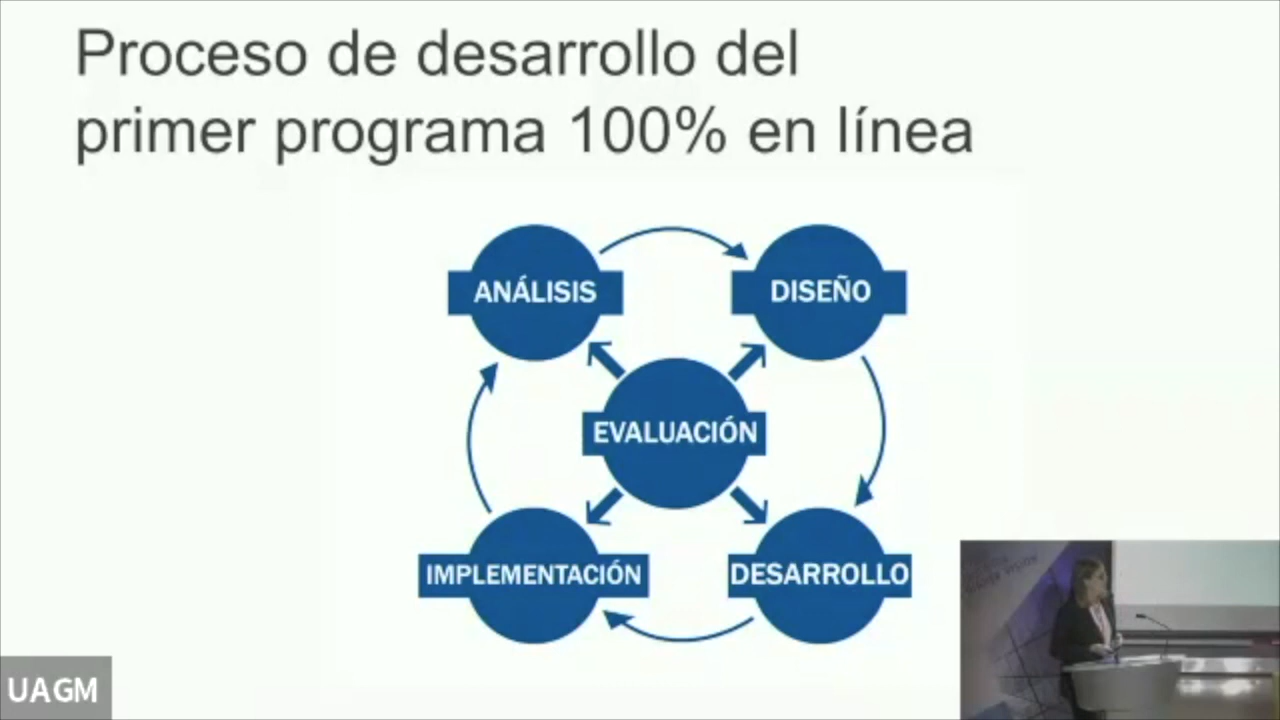 Proceso de desarrollo del
primer programa 100% en línea
ANÁLISIS
DISEÑO
EVALUACIÓN
IMPLEMENTACIÓN
DESARROLLO
UAGM